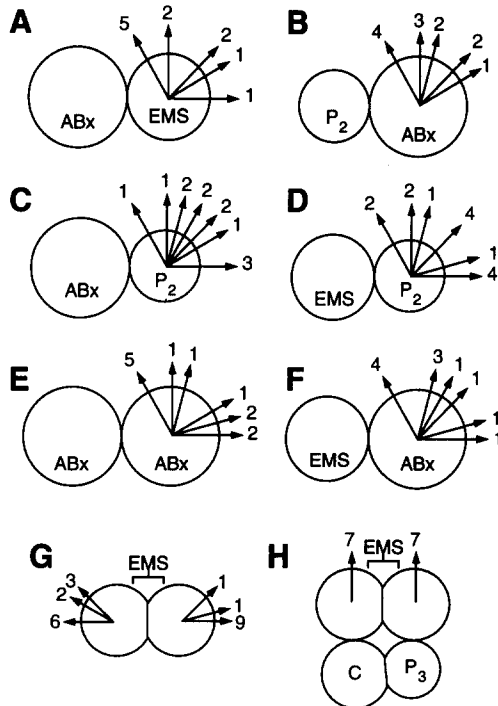 A
5 2 2 1 1
ABx EMS
B
4 3 2 2 1
P2 ABx
C
1 1 2 2 2 1 3
ABx P2
D
2 2 1 4 1 4
EMS P2
E
5 1 1 1 2 2
ABx ABx
F
4 3 1 1 1 1
EMS ABx
G
EMS
3 2 6 1 1 9
H
7 EMS 7
C P3